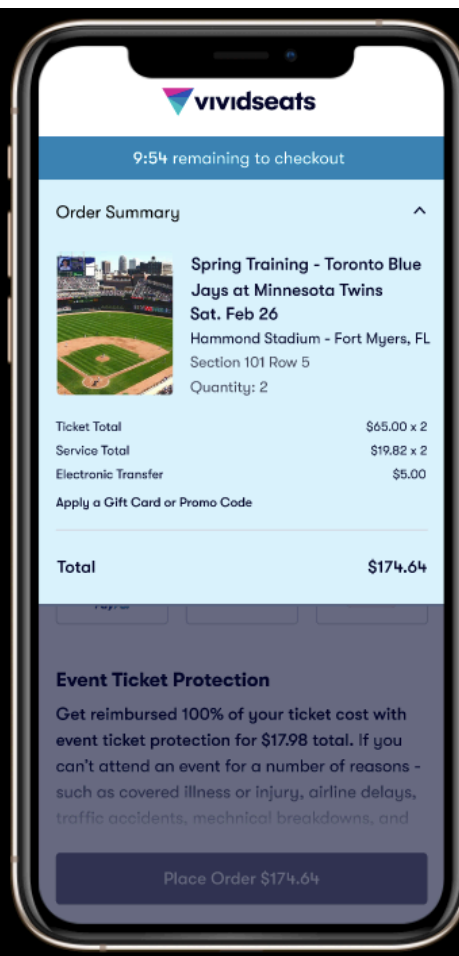 vividseats
9:54 remaining to checkout
Order Summary
Spring Training - Toronto Blue
Jays at Minnesota Twins
Sat. Feb 26
Hammond Stadium - Fort Myers, FL
Section 101 Row 5
Quantity: 2
Ticket Total $65.00 x 2
Service Total $19.82 x 2
Electronic Transfer $5.00
Apply a Gift Card or Promo Code
Total $174.64
Event Ticket Protection
Get reimbursed 100% of your ticket cost with
event ticket protection for $17.98 total. If you
can't attend an event for a number of reasons -
such as covered illness or injury, airline delays,
traffic accidents, mechnical breakdowns, and
Place Order $174.64